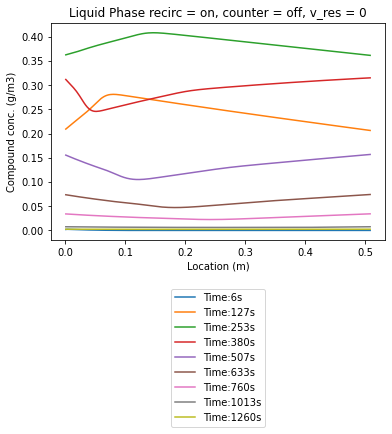 Liquid Phase recirc = on, counter = off, v_res = 0
Compound conc. (g/m3)
0.40
0.35
0.30
0.25
0.20
0.15
0.10
0.05
0.00
0.0 0.1 0.2 0.3 0.4 0.5
Location (m)
Time:6s
Time:127s
Time:253s
Time:380s
Time:507s
Time:633s
Time:760s
Time:1013s
Time:1260s